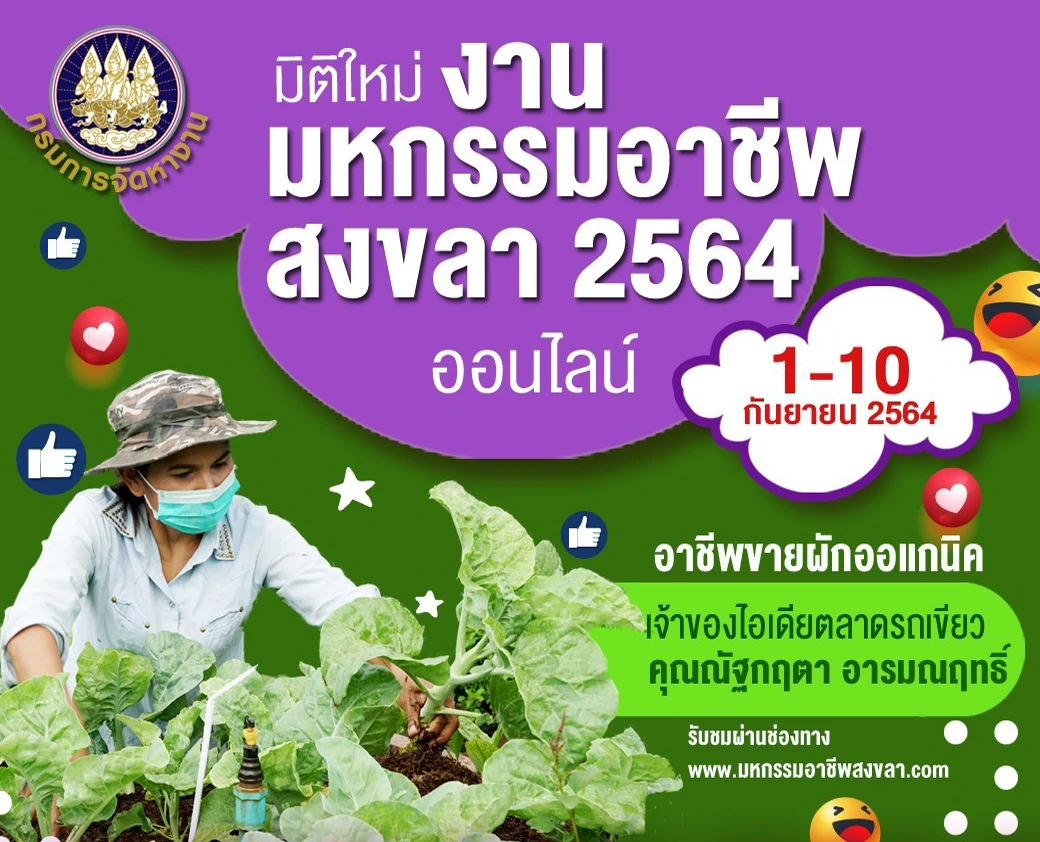 กรมการจัดหางาน
มิติใหม่ งาน
มหกรรมอาชีพ
สงขลา 2564
ออนไลน์
1-10
กันยายน 2564
อาชีพขายผักออแกนิค
เจ้าของไอเดียตลาดรถเขียว
คุณณัฐกฤตา อารมณฤทธิ์
รับชมผ่านช่องทาง
www.มหกรรมอาชีพสงขลา.com